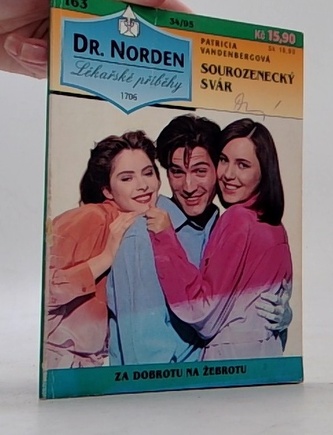 163
34/95
DR. NORDEN
Lékařské příběhy
1706
Kč 15,90
Sk 18,90
PATRICIA
VANDENBERGOVÁ
SOUROZENECKÝ
SVÁR
ZA DOBROTU NA ŽEBROTU